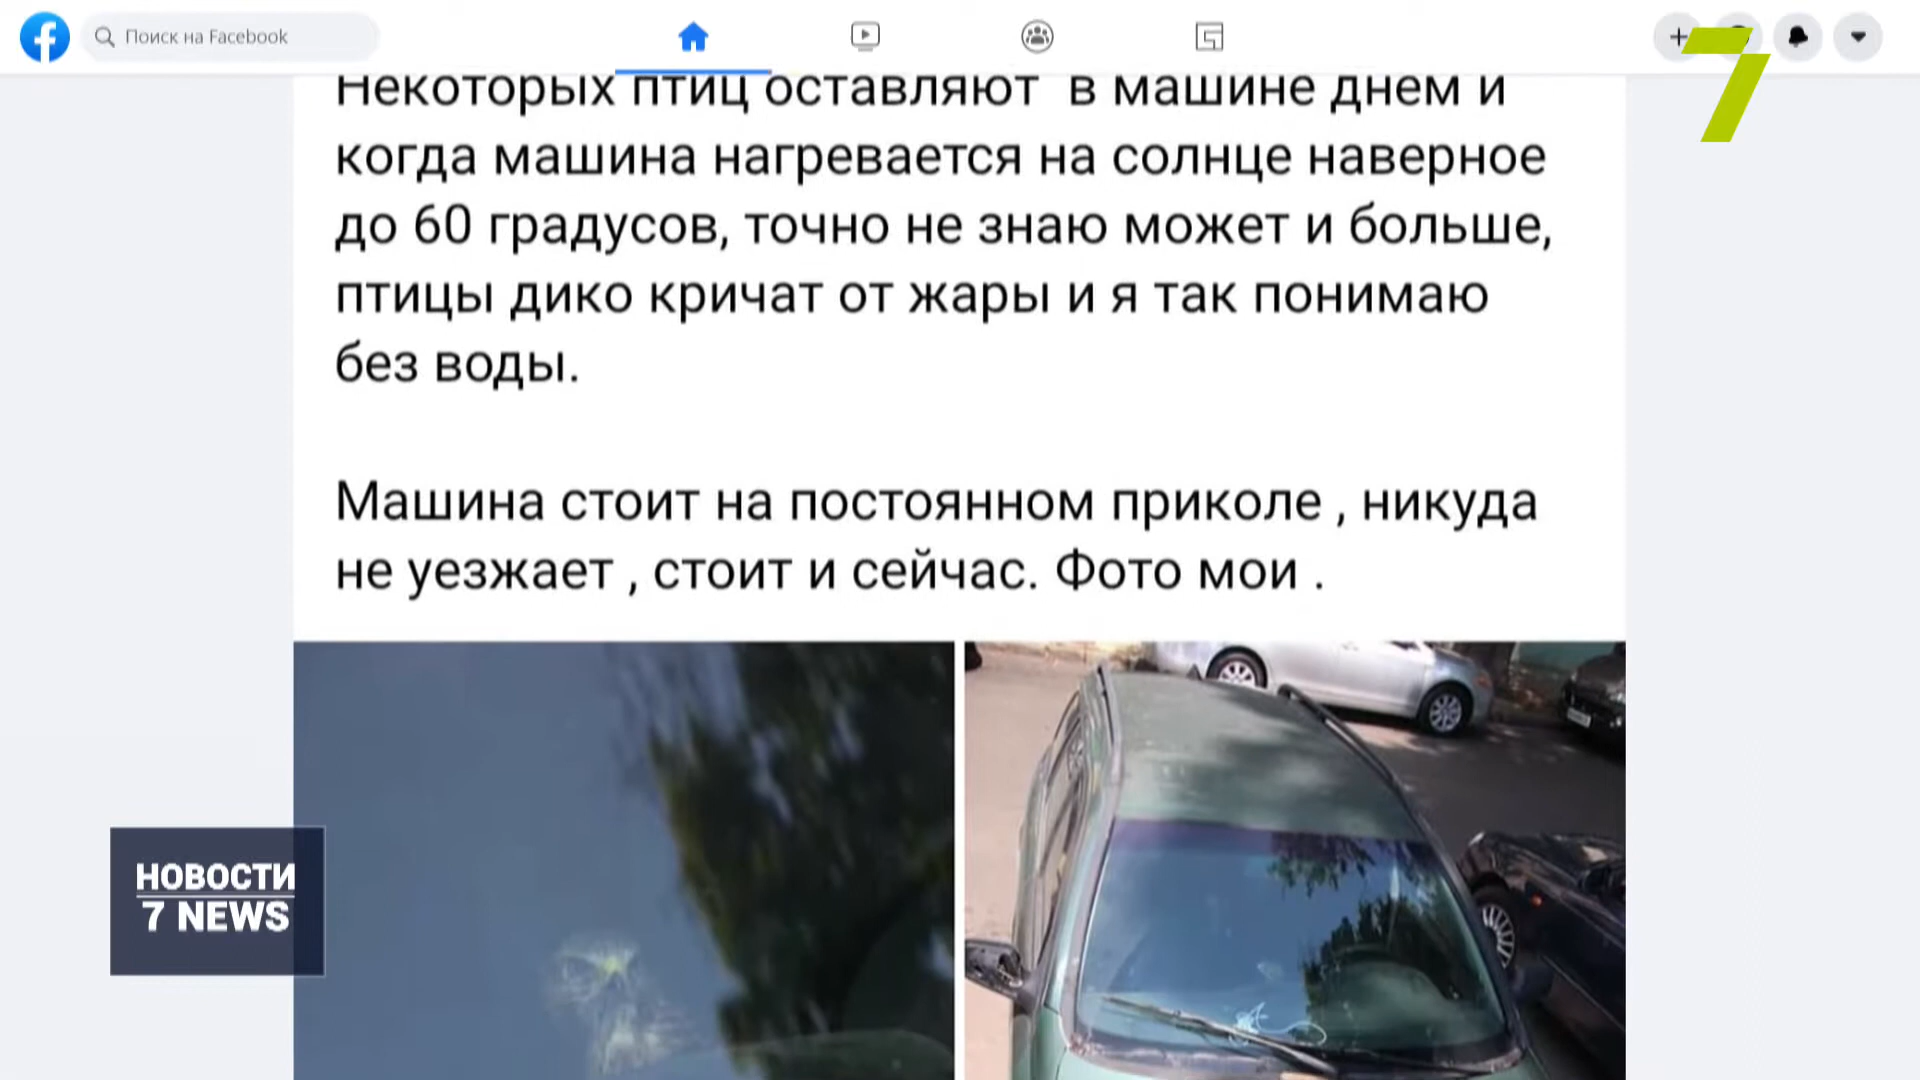 Поиск на Facebook
7
Некоторых птиц оставляют в машине днем и
когда машина нагревается на солнце наверное
до 60 градусов, точно не знаю может и больше,
птицы дико кричат от жары и я так понимаю
без воды.
Машина стоит на постоянном приколе , никуда
не уезжает , стоит и сейчас. Фото мои .
НОВОСТИ
7 NEWS